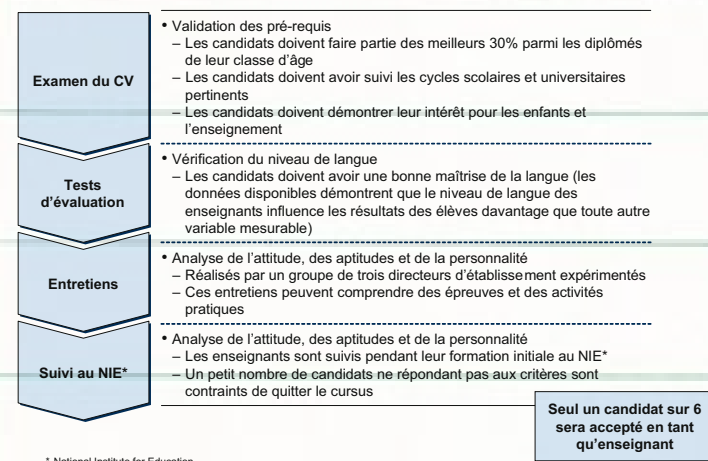 Examen du CV
• Validation des pré-requis
– Les candidats doivent faire partie des meilleurs 30% parmi les diplômés
de leur classe d'âge
– Les candidats doivent avoir suivi les cycles scolaires et universitaires
pertinents
– Les candidats doivent démontrer leur intérêt pour les enfants et
l'enseignement
Tests
d'évaluation
• Vérification du niveau de langue
– Les candidats doivent avoir une bonne maîtrise de la langue (les
données disponibles démontrent que le niveau de langue des
enseignants influence les résultats des élèves davantage que toute autre
variable mesurable)
Entretiens
• Analyse de l'attitude, des aptitudes et de la personnalité
– Réalisés par un groupe de trois directeurs d'établissement expérimentés
– Ces entretiens peuvent comprendre des épreuves et des activités
pratiques
Suivi au NIE*
• Analyse de l'attitude, des aptitudes et de la personnalité
– Les enseignants sont suivis pendant leur formation initiale au NIE*
– Un petit nombre de candidats ne répondant pas aux critères sont
contraints de quitter le cursus
Seul un candidat sur 6
sera accepté en tant
qu'enseignant
* National Institute for Education